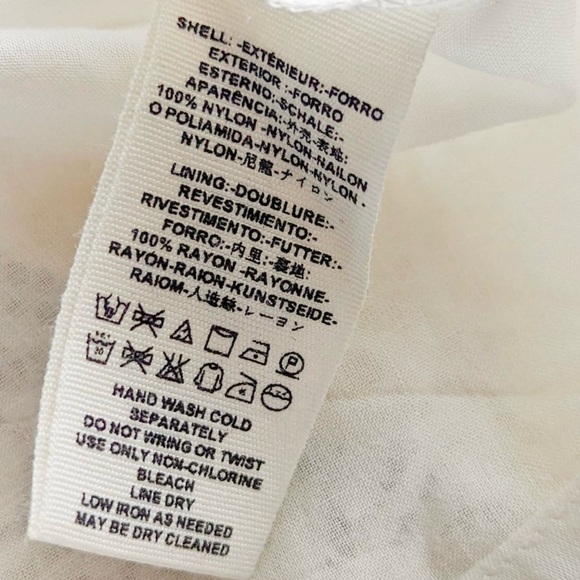 SHELL:-EXTÉRIEUR:-FORRO
EXTERIOR :-FORRO
ESTERNO:-SCHALE:-
APARÊNCIA:-外壳-表地:
100% NYLON -NYLON-NAILON
O POLIAMIDA-NYLON-NYLON -
NYLON-尼龍-ナイロン
LINING:-DOUBLURE:-
REVESTIMIENTO:-
RIVESTIMENTO:-FUTTER:-
FORRO:-内里:-裏地:
100% RAYON -RAYONNE-
RAYÓN-RAION-KUNSTSEIDE-
RAIOM-人造絲-レーヨン
HAND WASH COLD
SEPARATELY
DO NOT WRING OR TWIST
USE ONLY NON-CHLORINE
BLEACH
LINE DRY
LOW IRON AS NEEDED
MAY BE DRY CLEANED